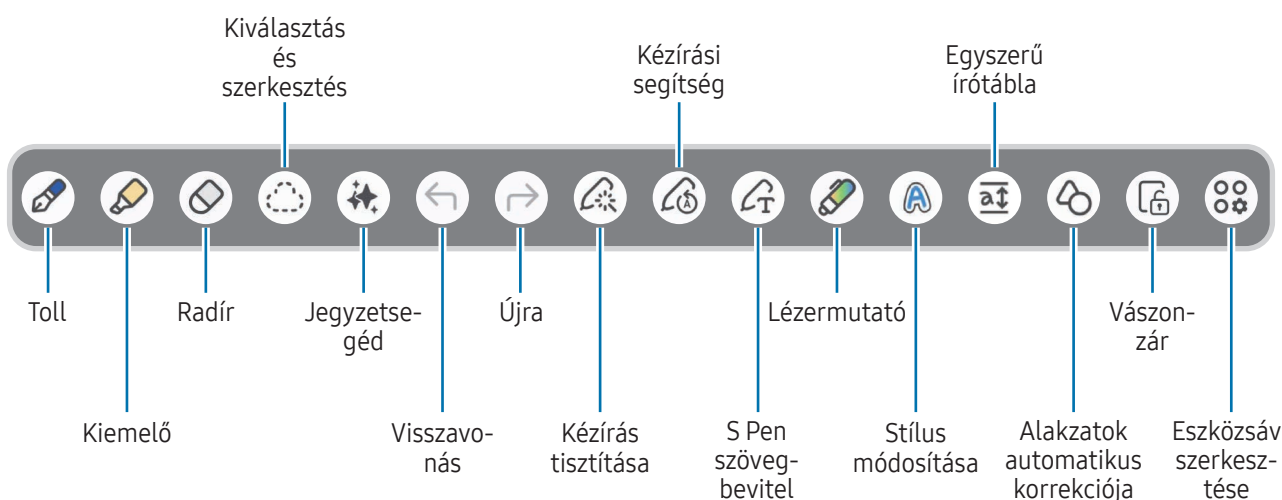 Kiválasztás
és
szerkesztés
Kézírási
segítség
Egyszerű
írótábla
Toll
Radír
Jegyzetse-
géd
Újra
Lézermutató
Vászon-
zár
Kiemelő
Visszavo-
nás
Kézírás
tisztítása
S Pen
szöveg-
bevitel
Stílus
módosítása
Alakzatok
automatikus
korrekciója
Eszközsáv
szerkesz-
tése